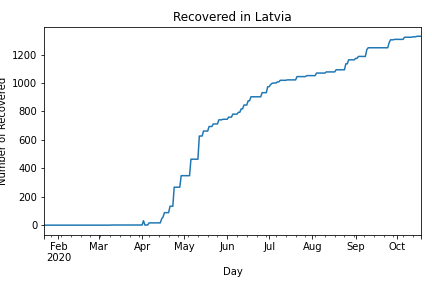 Recovered in Latvia
Number of Recovered
1200
1000
800
600
400
200
0
Feb Mar Apr May Jun Jul Aug Sep Oct
2020
Day